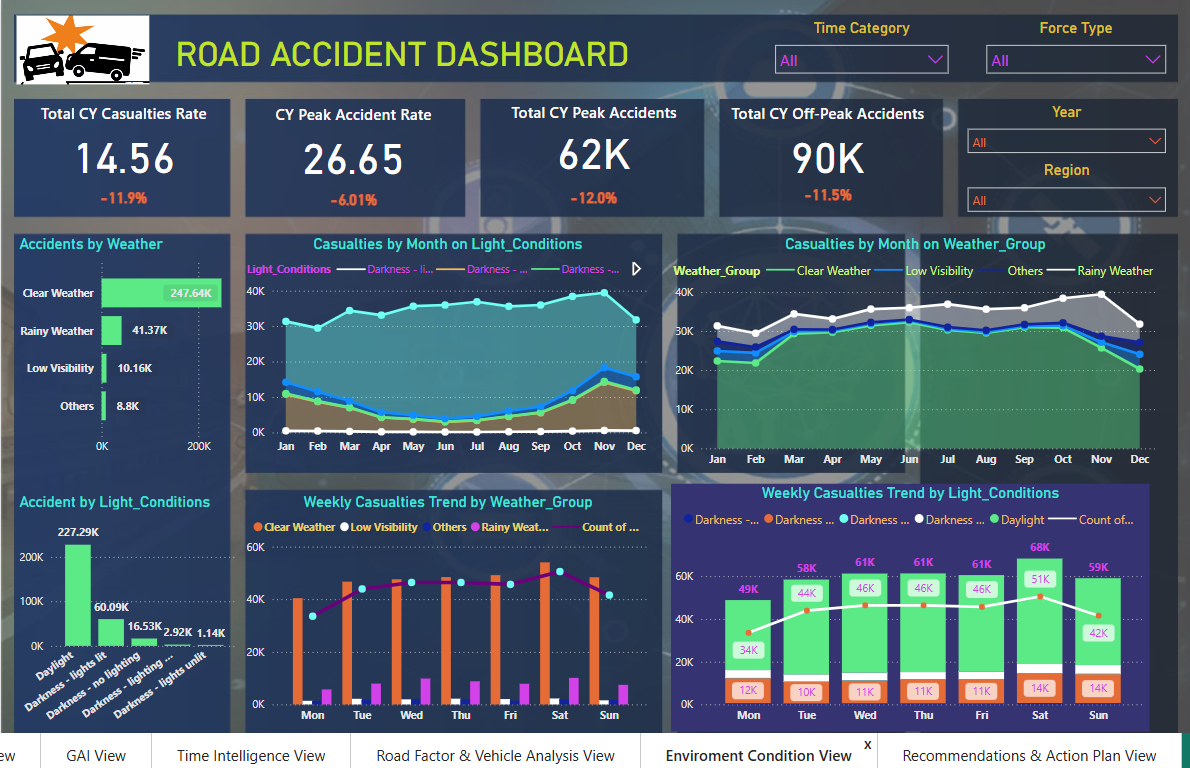 ROAD ACCIDENT DASHBOARD
Time Category
All
Force Type
All
Total CY Casualties Rate
14.56
-11.9%
CY Peak Accident Rate
26.65
-6.01%
Total CY Peak Accidents
62K
-12.0%
Total CY Off-Peak Accidents
90K
-11.5%
Year
All
Region
All
Accidents by Weather
Clear Weather 247.64K
Rainy Weather 41.37K
Low Visibility 10.16K
Others 8.8K
0K 200K
Casualties by Month on Light_Conditions
Light_Conditions Darkness - li... Darkness - ... Darkness -...
40K
30K
20K
10K
0K
Jan Feb Mar Apr May Jun Jul Aug Sep Oct Nov Dec
Casualties by Month on Weather_Group
Weather_Group Clear Weather Low Visibility Others Rainy Weather
40K
30K
20K
10K
0K
Jan Feb Mar Apr May Jun Jul Aug Sep Oct Nov Dec
Accident by Light_Conditions
227.29K
200K
60.09K
100K
16.53K
2.92K 1.14K
0K
Daylight
Darkness - lights lit
Darkness - no lighting
Darkness - lighting ...
Darkness - lights unlit
Weekly Casualties Trend by Weather_Group
Clear Weather Low Visibility Others Rainy Weat... Count of ...
60K
40K
20K
0K
Mon Tue Wed Thu Fri Sat Sun
Weekly Casualties Trend by Light_Conditions
Darkness -... Darkness ... Darkness ... Darkness ... Daylight Count of...
68K
58K 61K 61K 61K 59K
49K
60K
44K 46K 46K 46K 51K
40K
34K 42K
20K
12K 10K 11K 11K 11K 14K 14K
0K
Mon Tue Wed Thu Fri Sat Sun
ew
GAI View
Time Intelligence View
Road Factor & Vehicle Analysis View
Enviroment Condition View
x
Recommendations & Action Plan View